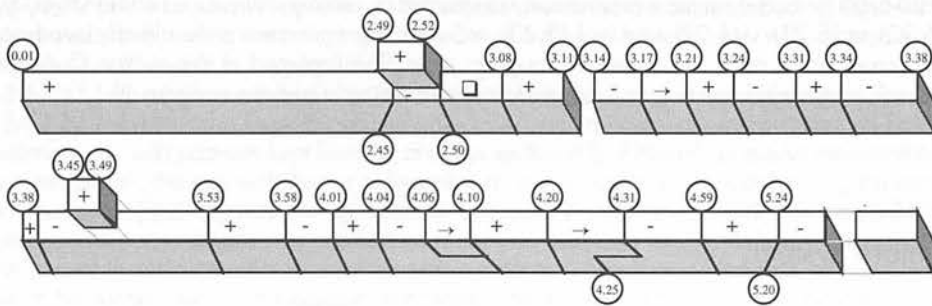 2.49 2.52
0.01 3.08 3.11 3.14 3.17 3.21 3.24 3.31 3.34 3.38
+
+ - + - → + - + -
2.45 2.50
3.45 3.49
3.38 3.53 3.58 4.01 4.04 4.06 4.10 4.20 4.31 4.59 5.24
+
+ - + - + - → + → - + -
4.25 5.20